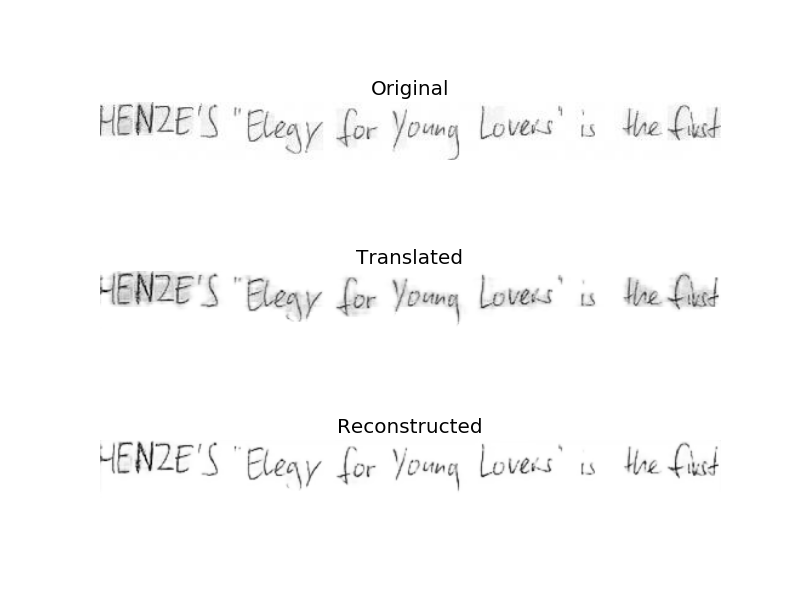 Original
HENZE'S "Elegy for Young Lovers" is the first
Translated
HENZE'S "Elegy for Young Lovers" is the first
Reconstructed
HENZE'S "Elegy for Young Lovers" is the first